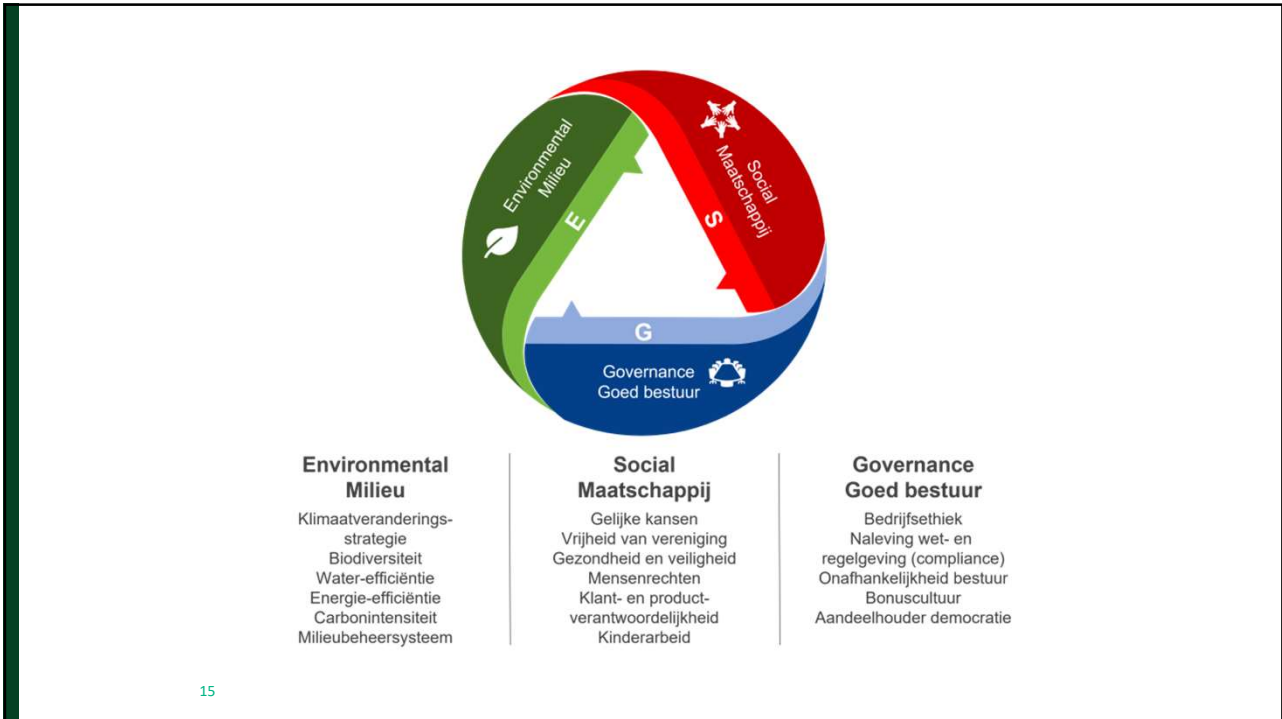 Environmental
Milieu
E
Social
Maatschappij
S
G
Governance
Goed bestuur
Environmental
Milieu
Klimaatveranderings-
strategie
Biodiversiteit
Water-efficiëntie
Energie-efficiëntie
Carbonintensiteit
Milieubeheersysteem
Social
Maatschappij
Gelijke kansen
Vrijheid van vereniging
Gezondheid en veiligheid
Mensenrechten
Klant- en product-
verantwoordelijkheid
Kinderarbeid
Governance
Goed bestuur
Bedrijfsethiek
Naleving wet- en
regelgeving (compliance)
Onafhankelijkheid bestuur
Bonuscultuur
Aandeelhouder democratie
15